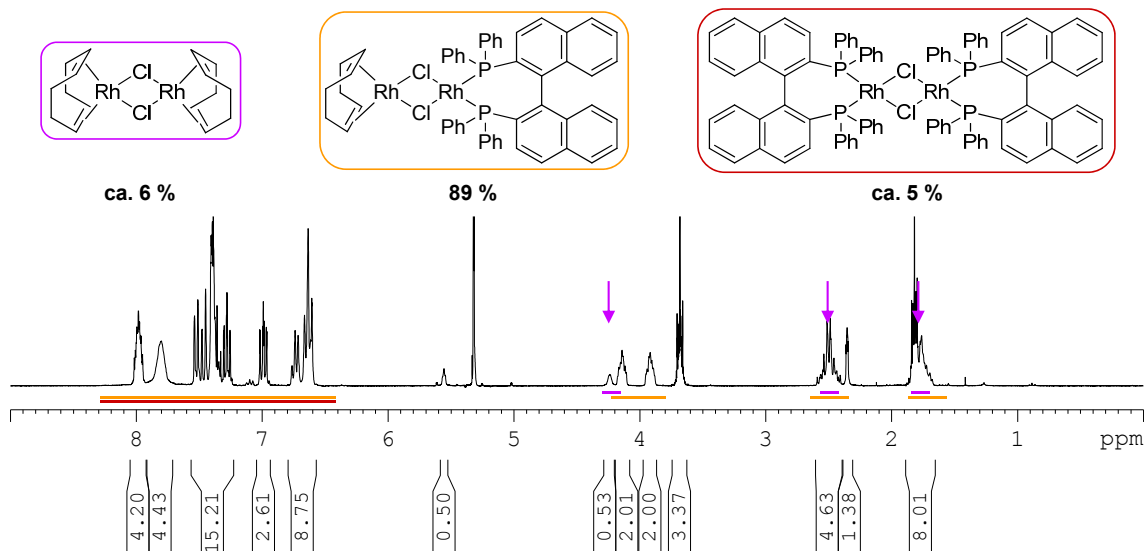 Rh Cl Cl Rh
Rh Cl Cl Rh Ph Ph P P Ph Ph
Ph Ph P P Ph Ph Rh Cl Cl Rh Ph Ph P P Ph Ph
ca. 6 %
89 %
ca. 5 %
8 7 6 5 4 3 2 1 ppm
4.20
4.43
15.21
2.61
8.75
0.50
0.53
2.01
2.00
3.37
4.63
1.38
8.01